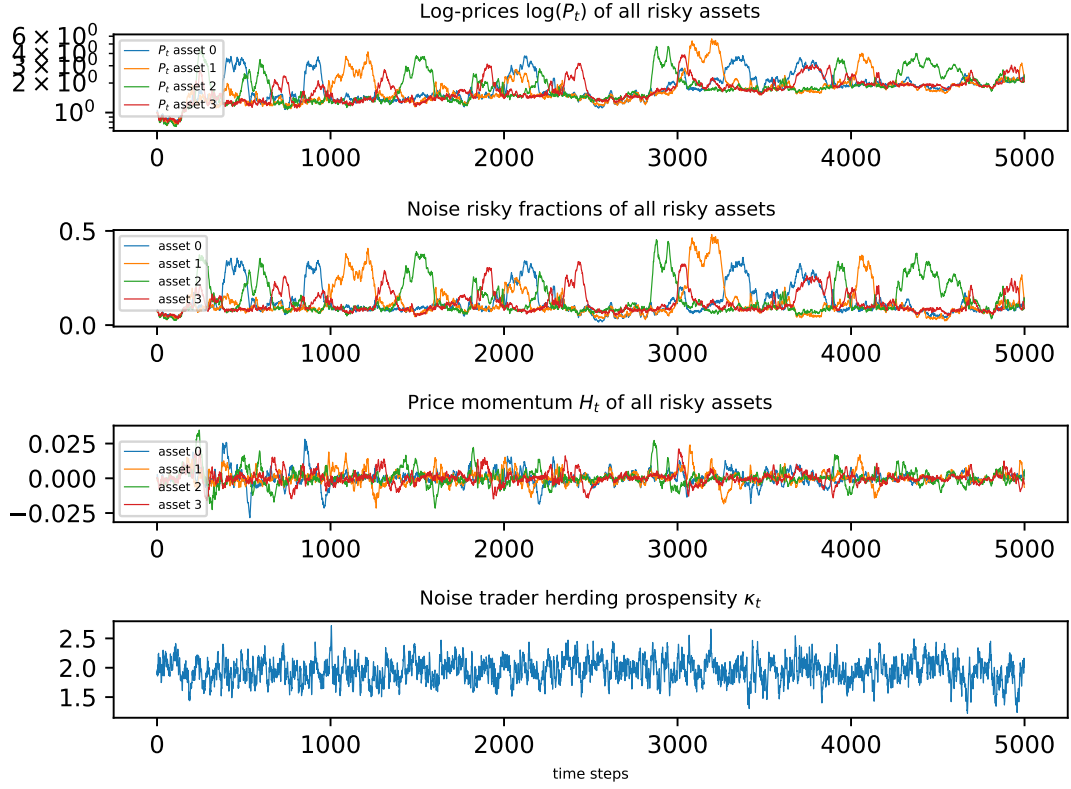 Log-prices log(P_t) of all risky assets
6 × 10^0
4 × 10^0
3 × 10^0
2 × 10^0
10^0
P_t asset 0
P_t asset 1
P_t asset 2
P_t asset 3
0 1000 2000 3000 4000 5000
Noise risky fractions of all risky assets
0.5
0.0
asset 0
asset 1
asset 2
asset 3
0 1000 2000 3000 4000 5000
Price momentum H_t of all risky assets
0.025
0.000
−0.025
asset 0
asset 1
asset 2
asset 3
0 1000 2000 3000 4000 5000
Noise trader herding prospensity κ_t
2.5
2.0
1.5
0 1000 2000 3000 4000 5000
time steps